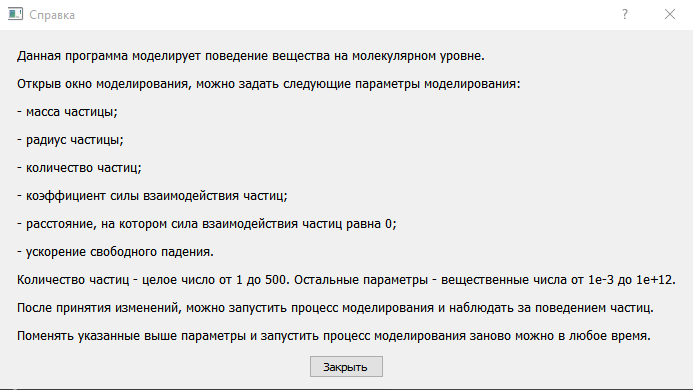 Справка
Данная программа моделирует поведение вещества на молекулярном уровне.
Открыв окно моделирования, можно задать следующие параметры моделирования:
- масса частицы;
- радиус частицы;
- количество частиц;
- коэффициент силы взаимодействия частиц;
- расстояние, на котором сила взаимодействия частиц равна 0;
- ускорение свободного падения.
Количество частиц - целое число от 1 до 500. Остальные параметры - вещественные числа от 1e-3 до 1e+12.
После принятия изменений, можно запустить процесс моделирования и наблюдать за поведением частиц.
Поменять указанные выше параметры и запустить процесс моделирования заново можно в любое время.
Закрыть